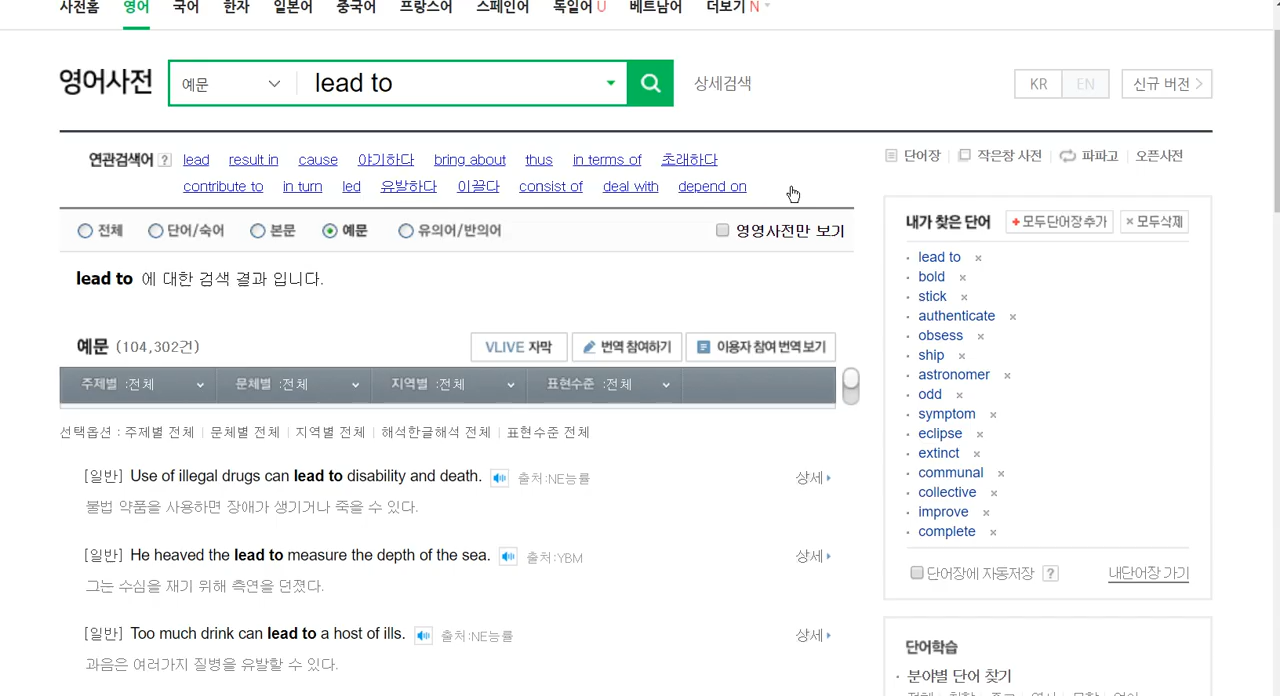 사전홈 영어 국어 한자 일본어 중국어 프랑스어 스페인어 독일어 U 베트남어 더보기 N
영어사전 예문 lead to 상세검색 KR EN 신규 버전 >
연관검색어 ? lead result in cause 야기하다 bring about thus in terms of 초래하다
contribute to in turn led 유발하다 이끌다 consist of deal with depend on
단어장 작은창 사전 파파고 오픈사전
전체 단어/숙어 본문 예문 유의어/반의어 영영사전만 보기
lead to 에 대한 검색 결과 입니다.
예문 (104,302건) VLIVE 자막 번역 참여하기 이용자 참여 번역 보기
주제별 :전체 문체별 :전체 지역별 :전체 표현수준 :전체
선택옵션 : 주제별 전체 | 문체별 전체 | 지역별 전체 | 해석한글해석 전체 | 표현수준 전체
[일반] Use of illegal drugs can lead to disability and death. 출처:NE능률 상세
불법 약품을 사용하면 장애가 생기거나 죽을 수 있다.
[일반] He heaved the lead to measure the depth of the sea. 출처:YBM 상세
그는 수심을 재기 위해 흑연을 던졌다.
[일반] Too much drink can lead to a host of ills. 출처:NE능률 상세
과음은 여러가지 질병을 유발할 수 있다.
내가 찾은 단어 +모두단어장추가 ×모두삭제
· lead to ×
· bold ×
· stick ×
· authenticate ×
· obsess ×
· ship ×
· astronomer ×
· odd ×
· symptom ×
· eclipse ×
· extinct ×
· communal ×
· collective ×
· improve ×
· complete ×
단어장에 자동저장 ? 내단어장 가기
단어학습
· 분야별 단어 찾기